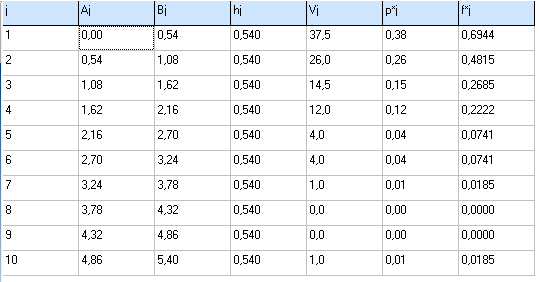 j Aj Bj hj Vj p*j f*j
1 0,00 0,54 0,540 37,5 0,38 0,6944
2 0,54 1,08 0,540 26,0 0,26 0,4815
3 1,08 1,62 0,540 14,5 0,15 0,2685
4 1,62 2,16 0,540 12,0 0,12 0,2222
5 2,16 2,70 0,540 4,0 0,04 0,0741
6 2,70 3,24 0,540 4,0 0,04 0,0741
7 3,24 3,78 0,540 1,0 0,01 0,0185
8 3,78 4,32 0,540 0,0 0,00 0,0000
9 4,32 4,86 0,540 0,0 0,00 0,0000
10 4,86 5,40 0,540 1,0 0,01 0,0185